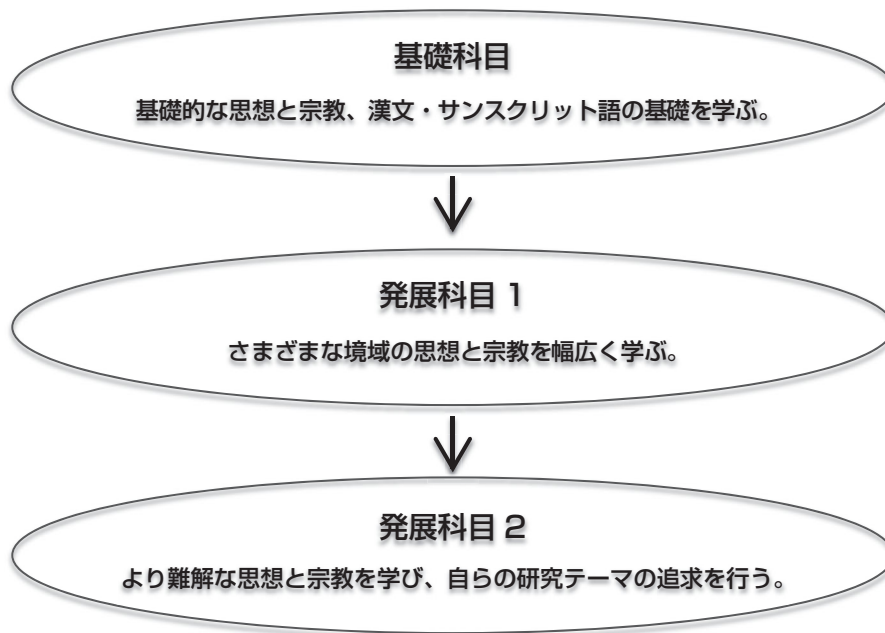 基礎科目
基礎的な思想と宗教、漢文・サンスクリット語の基礎を学ぶ。
発展科目 1
さまざまな境域の思想と宗教を幅広く学ぶ。
発展科目 2
より難解な思想と宗教を学び、自らの研究テーマの追求を行う。